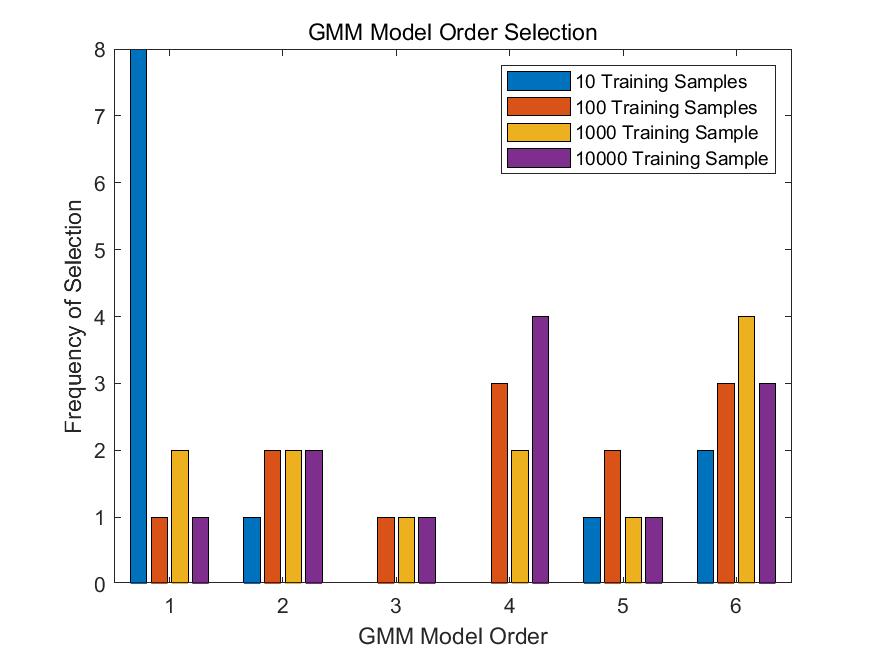 GMM Model Order Selection
10 Training Samples
100 Training Samples
1000 Training Sample
10000 Training Sample
Frequency of Selection
8
7
6
5
4
3
2
1
0
1 2 3 4 5 6
GMM Model Order